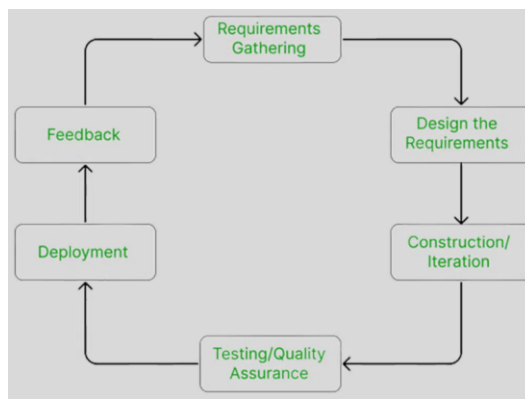 Requirements
Gathering
Feedback
Design the
Requirements
Deployment
Construction/
Iteration
Testing/Quality
Assurance